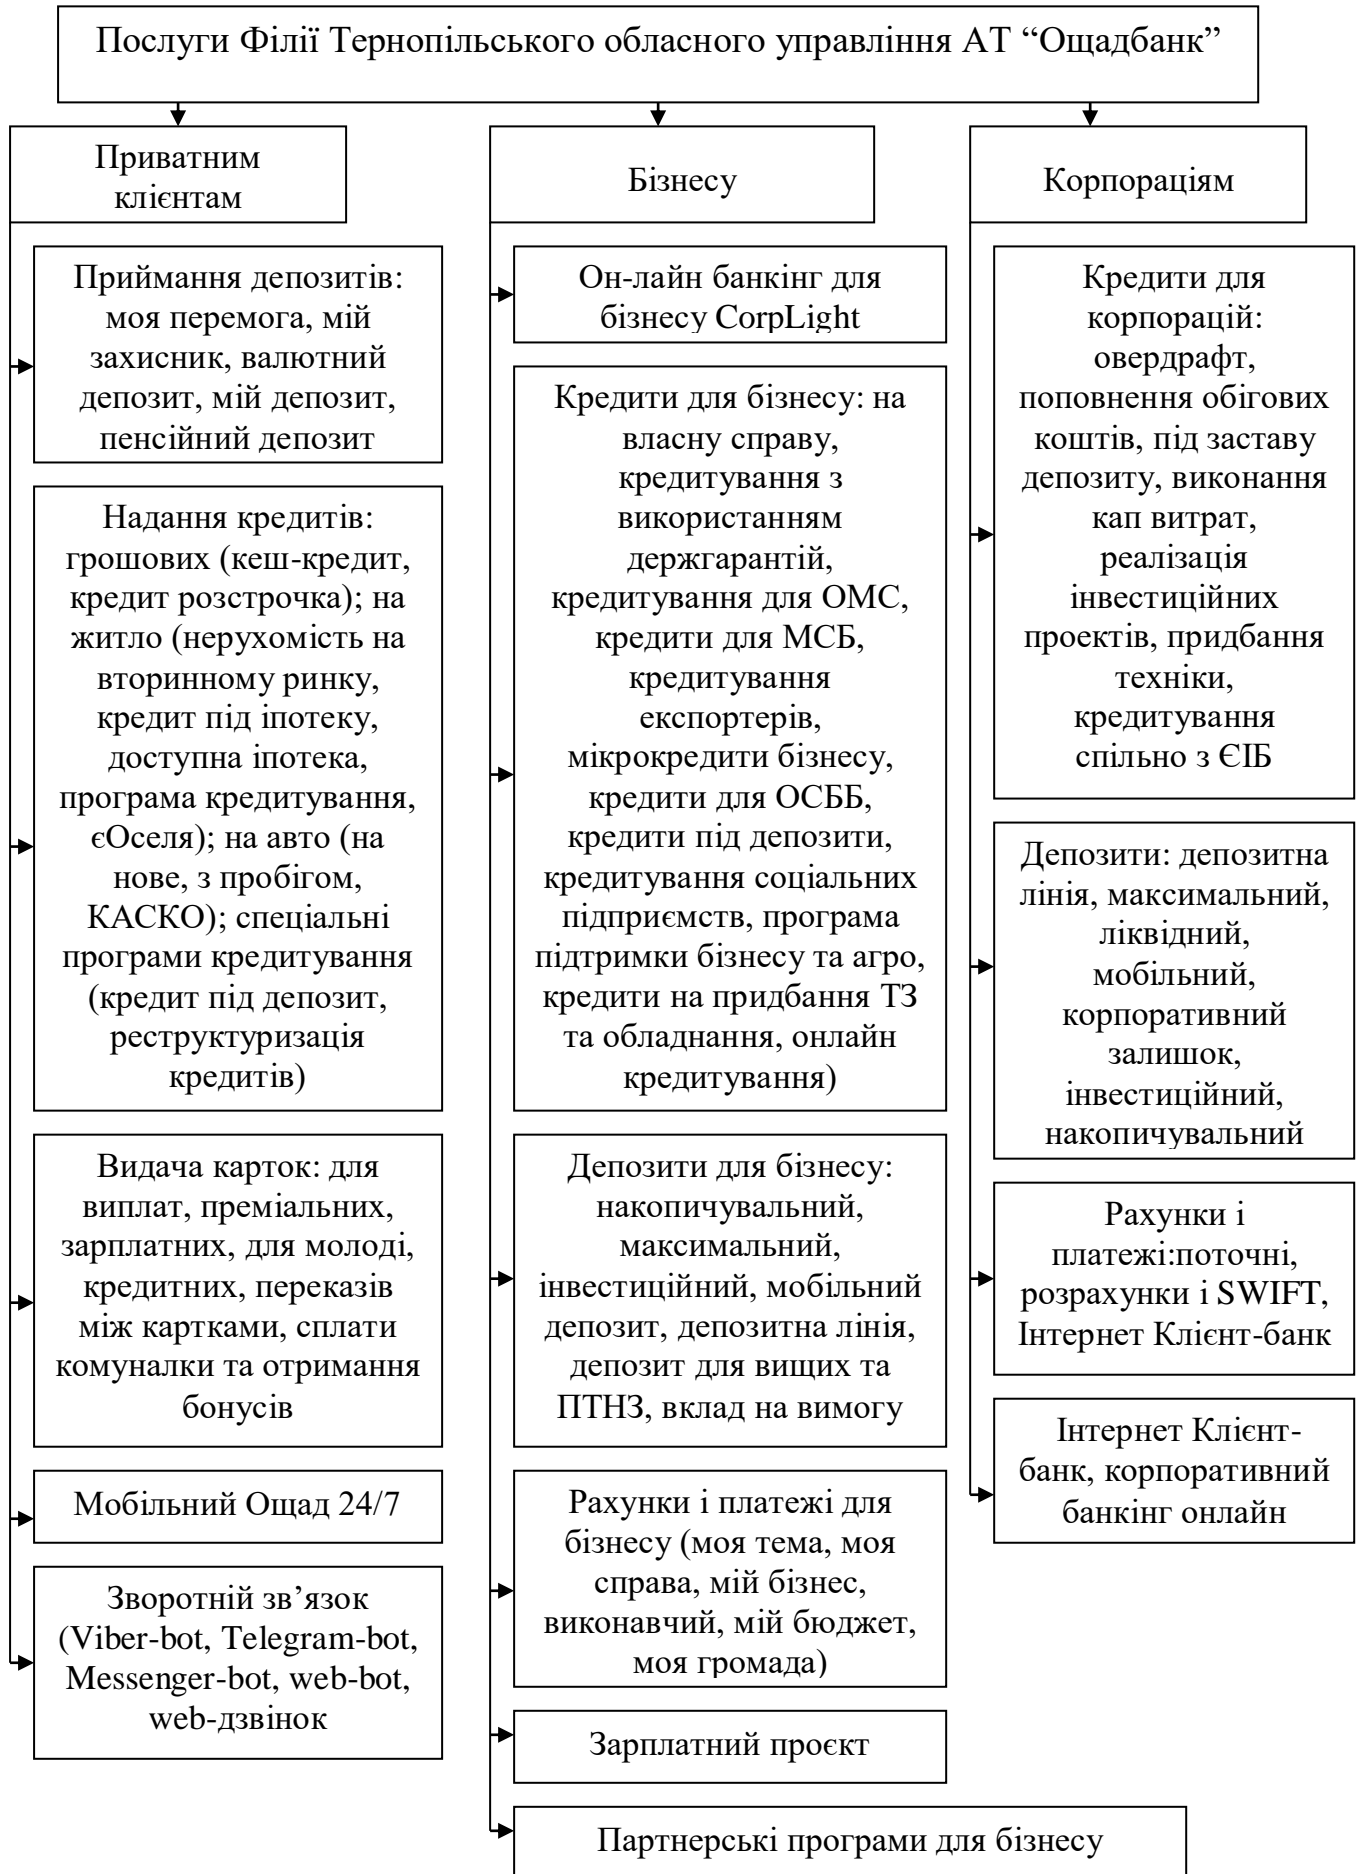 Послуги Філії Тернопільського обласного управління АТ “Ощадбанк”
Приватним
клієнтам
Приймання депозитів:
моя перемога, мій
захисник, валютний
депозит, мій депозит,
пенсійний депозит
Надання кредитів:
грошових (кеш-кредит,
кредит розстрочка); на
житло (нерухомість на
вторинному ринку,
кредит під іпотеку,
доступна іпотека,
програма кредитування,
єОселя); на авто (на
нове, з пробігом,
КАСКО); спеціальні
програми кредитування
(кредит під депозит,
реструктуризація
кредитів)
Видача карток: для
виплат, преміальних,
зарплатних, для молоді,
кредитних, переказів
між картками, сплати
комуналки та отримання
бонусів
Мобільний Ощад 24/7
Зворотній зв’язок
(Viber-bot, Telegram-bot,
Messenger-bot, web-bot,
web-дзвінок
Бізнесу
Он-лайн банкінг для
бізнесу CorpLight
Кредити для бізнесу: на
власну справу,
кредитування з
використанням
держгарантій,
кредитування для ОМС,
кредити для МСБ,
кредитування
експортерів,
мікрокредити бізнесу,
кредити для ОСББ,
кредити під депозити,
кредитування соціальних
підприємств, програма
підтримки бізнесу та агро,
кредити на придбання ТЗ
та обладнання, онлайн
кредитування)
Депозити для бізнесу:
накопичувальний,
максимальний,
інвестиційний, мобільний
депозит, депозитна лінія,
депозит для вищих та
ПТНЗ, вклад на вимогу
Рахунки і платежі для
бізнесу (моя тема, моя
справа, мій бізнес,
виконавчий, мій бюджет,
моя громада)
Зарплатний проєкт
Партнерські програми для бізнесу
Корпораціям
Кредити для
корпорацій:
овердрафт,
поповнення обігових
коштів, під заставу
депозиту, виконання
кап витрат,
реалізація
інвестиційних
проектів, придбання
техніки,
кредитування
спільно з ЄІБ
Депозити: депозитна
лінія, максимальний,
ліквідний,
мобільний,
корпоративний
залишок,
інвестиційний,
накопичувальний
Рахунки і
платежі:поточні,
розрахунки і SWIFT,
Інтернет Клієнт-банк
Інтернет Клієнт-
банк, корпоративний
банкінг онлайн